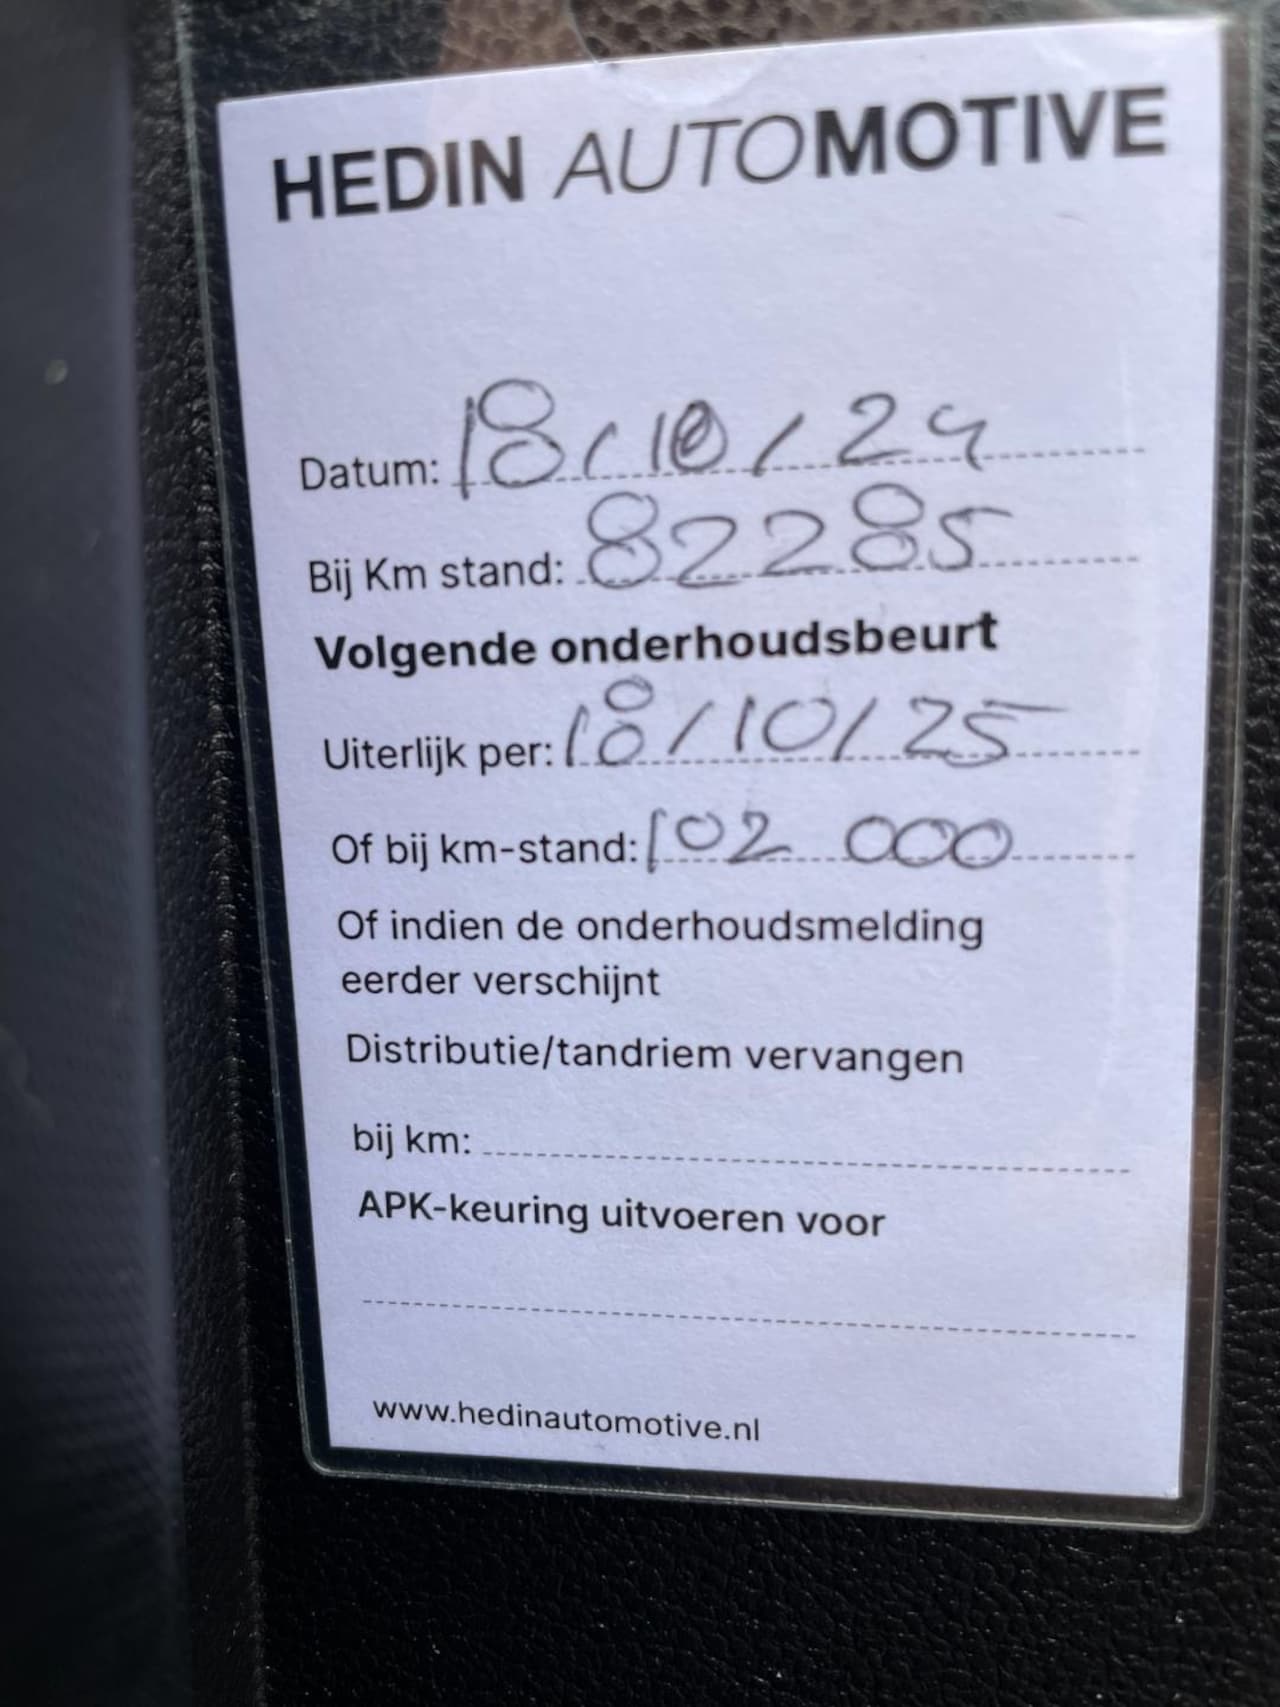 HEDIN AUTOMOTIVE
Datum: 18/10/24
Bij Km stand: 82285
Volgende onderhoudsbeurt
Uiterlijk per: 18/10/25
Of bij km-stand: 102 000
Of indien de onderhoudsmelding
eerder verschijnt
Distributie/tandriem vervangen
bij km:
APK-keuring uitvoeren voor
www.hedinautomotive.nl